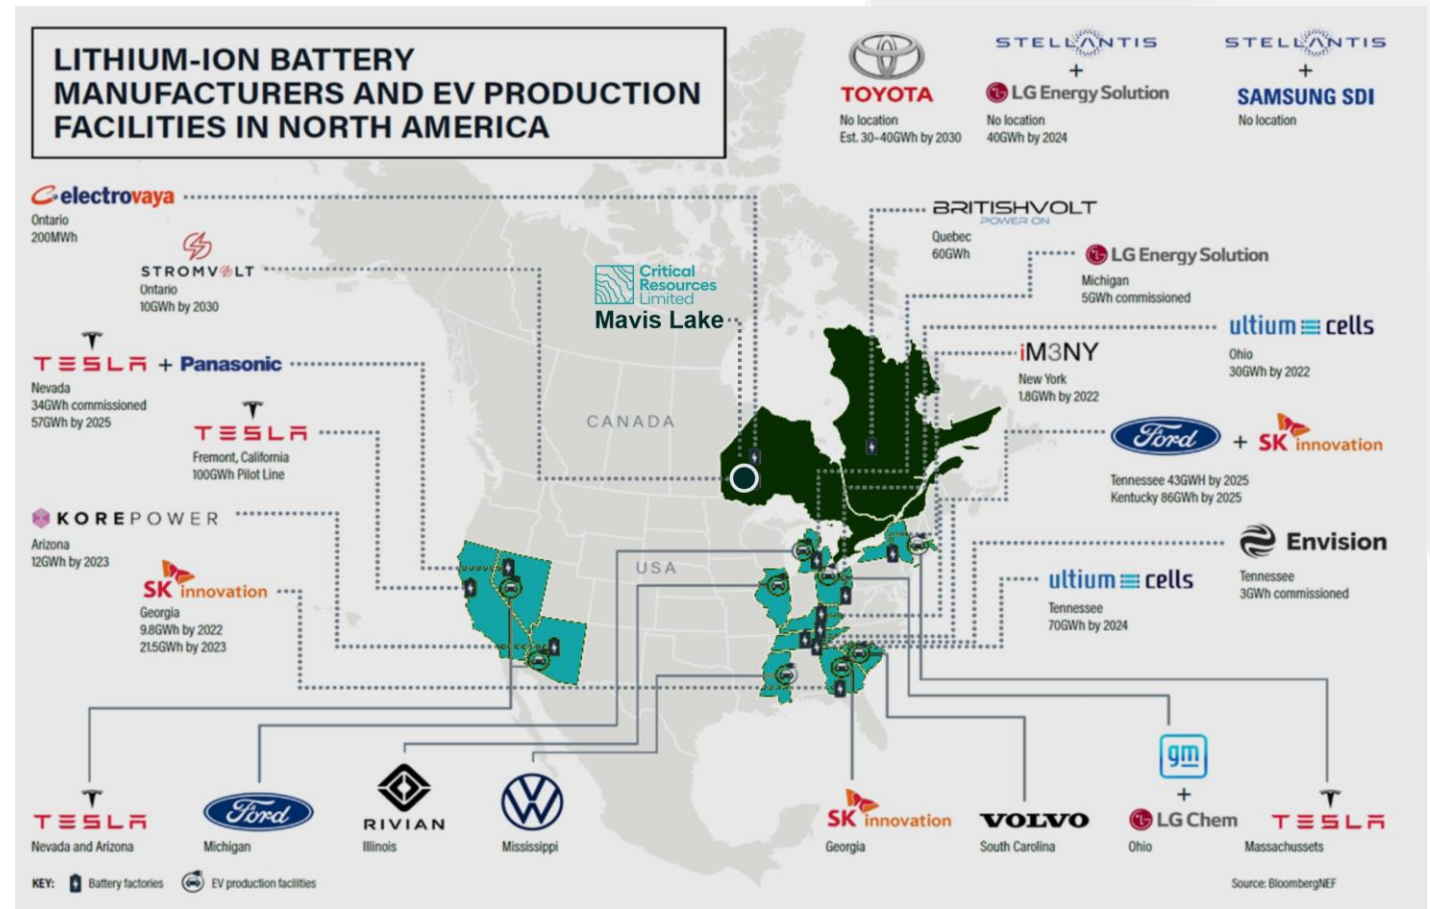 LITHIUM-ION BATTERY
MANUFACTURERS AND EV PRODUCTION
FACILITIES IN NORTH AMERICA
TOYOTA
No location
Est. 30-40GWh by 2030
STELLANTIS
+
LG Energy Solution
No location
40GWh by 2024
STELLANTIS
+
SAMSUNG SDI
No location
electrovaya
Ontario
200MWh
STROMVOLT
Ontario
10GWh by 2030
Critical
Resources
Limited
Mavis Lake
BRITISHVOLT
POWER ON
Quebec
60GWh
LG Energy Solution
Michigan
5GWh commissioned
ultium cells
Ohio
30GWh by 2022
TESLA + Panasonic
Nevada
34GWh commissioned
57GWh by 2025
iM3NY
New York
1.8GWh by 2022
TESLA
Fremont, California
100GWh Pilot Line
CANADA
Ford + SK innovation
Tennessee 43GWH by 2025
Kentucky 86GWh by 2025
KOREPOWER
Arizona
12GWh by 2023
USA
Envision
Tennessee
3GWh commissioned
SK innovation
Georgia
9.8GWh by 2022
21.5GWh by 2023
ultium cells
Tennessee
70GWh by 2024
TESLA
Nevada and Arizona
Ford
Michigan
RIVIAN
Illinois
VW
Mississippi
SK innovation
Georgia
VOLVO
South Carolina
gm
+
LG Chem
Ohio
TESLA
Massachussets
KEY: Battery factories EV production facilities
Source: BloombergNEF